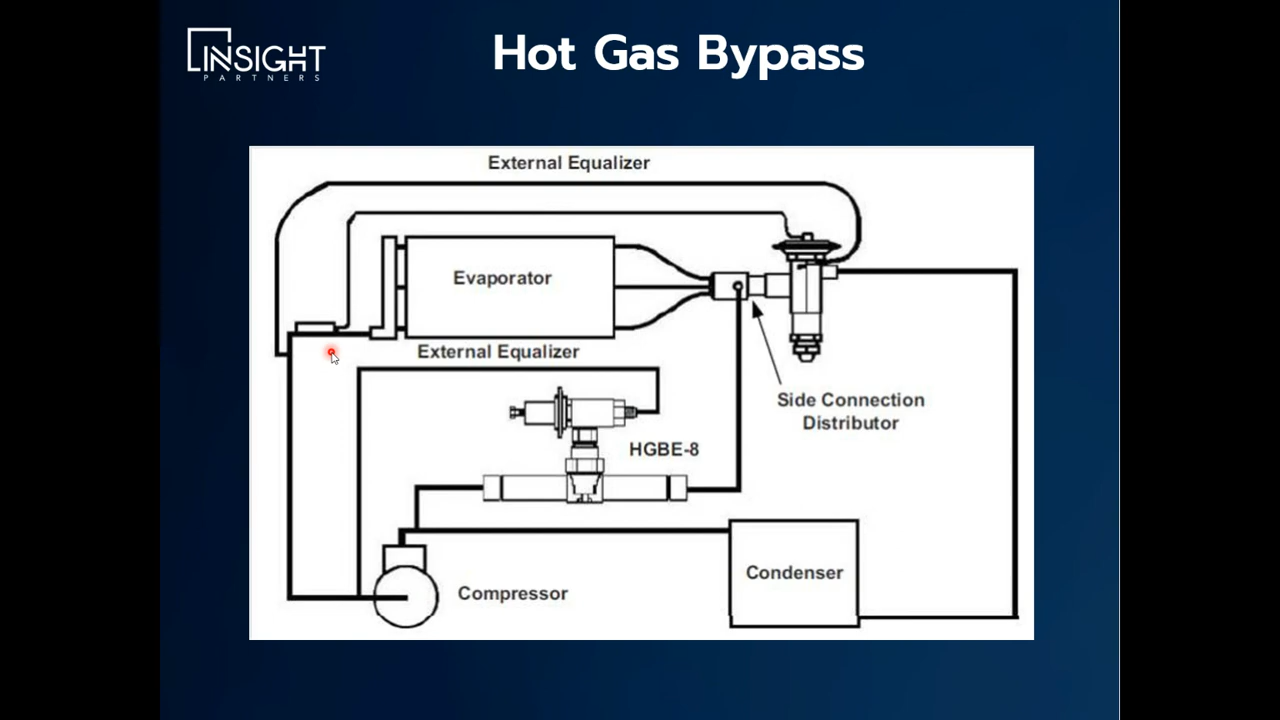 INSIGHT
PARTNERS
Hot Gas Bypass
External Equalizer
Evaporator
External Equalizer
Side Connection
Distributor
HGBE-8
Condenser
Compressor